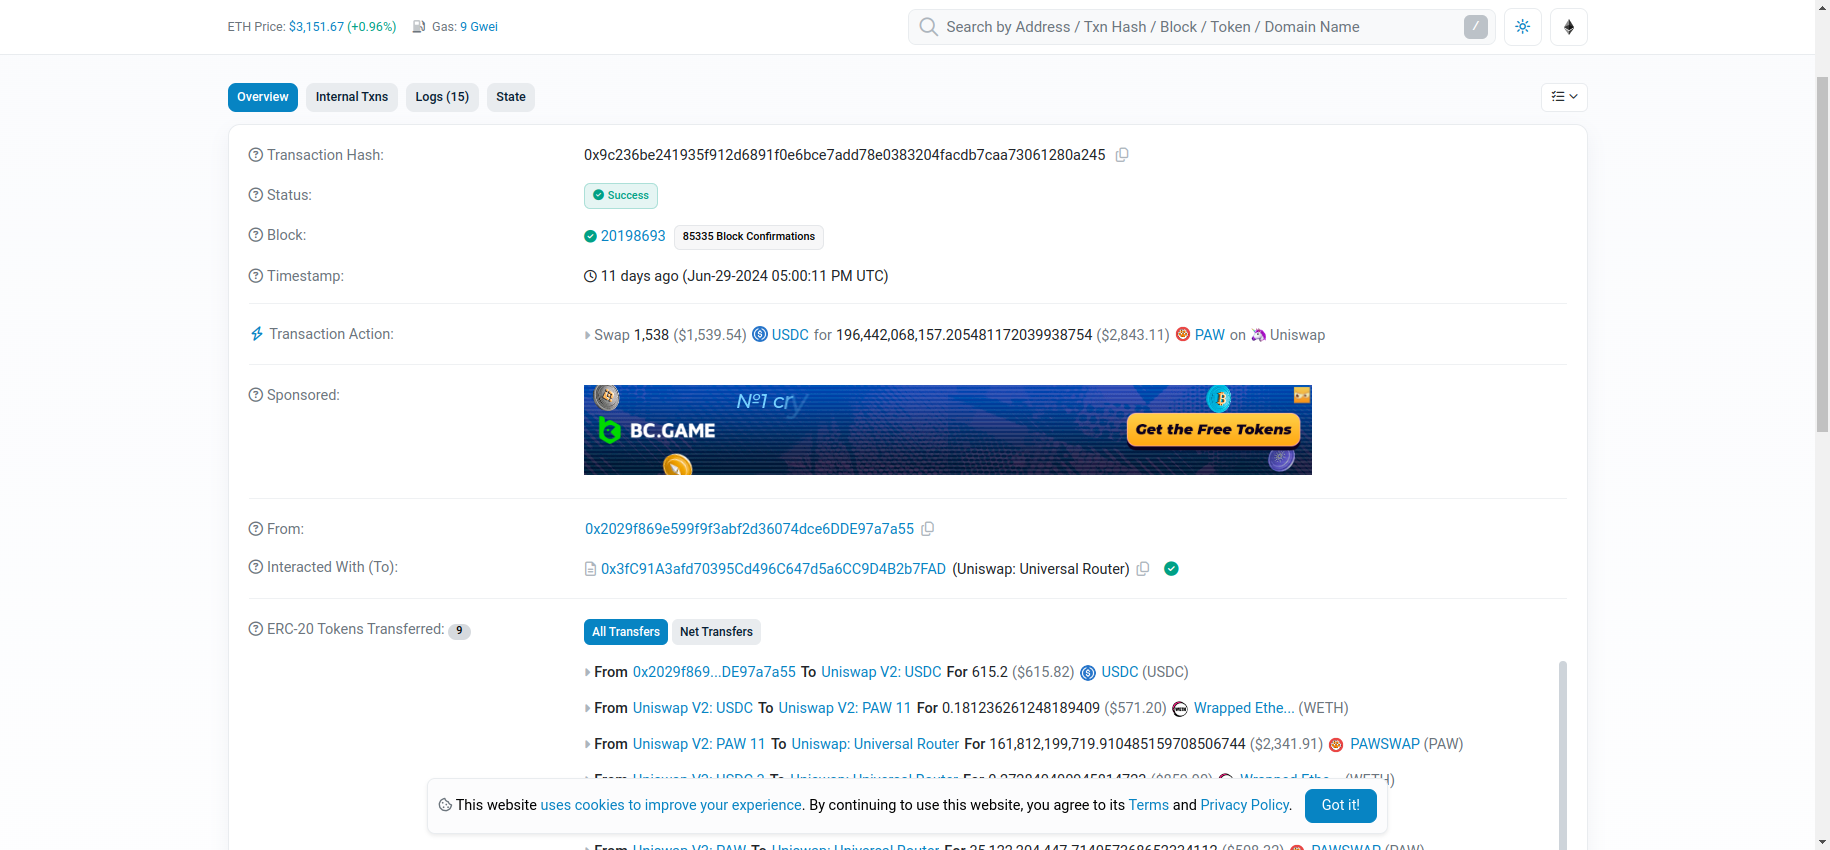 ETH Price: $3,151.67 (+0.96%) Gas: 9 Gwei
Search by Address / Txn Hash / Block / Token / Domain Name /
Overview Internal Txns Logs (15) State
Transaction Hash: 0x9c236be241935f912d6891f0e6bce7add78e0383204facdb7caa73061280a245
Status: Success
Block: 20198693 85335 Block Confirmations
Timestamp: 11 days ago (Jun-29-2024 05:00:11 PM UTC)
Transaction Action: Swap 1,538 ($1,539.54) USDC for 196,442,068,157.205481172039938754 ($2,843.11) PAW on Uniswap
Sponsored:
Nº1 cry
BC.GAME
Get the Free Tokens
From: 0x2029f869e599f9f3abf2d36074dce6DDE97a7a55
Interacted With (To): 0x3fC91A3afd70395Cd496C647d5a6CC9D4B2b7FAD (Uniswap: Universal Router)
ERC-20 Tokens Transferred: 9 All Transfers Net Transfers
From 0x2029f869...DE97a7a55 To Uniswap V2: USDC For 615.2 ($615.82) USDC (USDC)
From Uniswap V2: USDC To Uniswap V2: PAW 11 For 0.181236261248189409 ($571.20) Wrapped Ethe... (WETH)
From Uniswap V2: PAW 11 To Uniswap: Universal Router For 161,812,199,719.910485159708506744 ($2,341.91) PAWSWAP (PAW)
This website uses cookies to improve your experience. By continuing to use this website, you agree to its Terms and Privacy Policy. Got it!